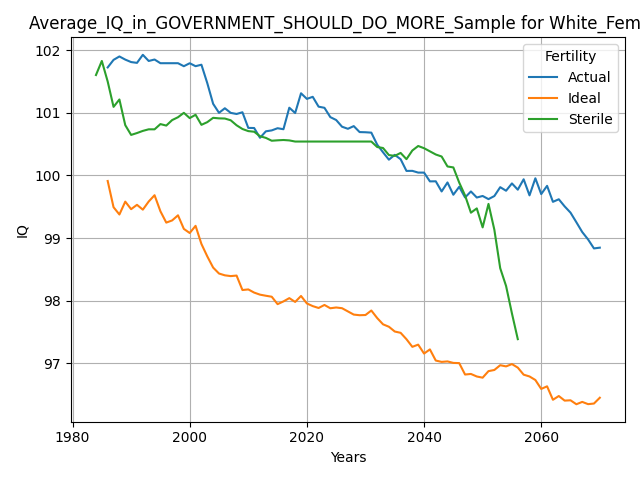 Average_IQ_in_GOVERNMENT_SHOULD_DO_MORE_Sample for White_Fem
Fertility
Actual
Ideal
Sterile
102
101
100
99
98
97
IQ
1980
2000
2020
2040
2060
Years